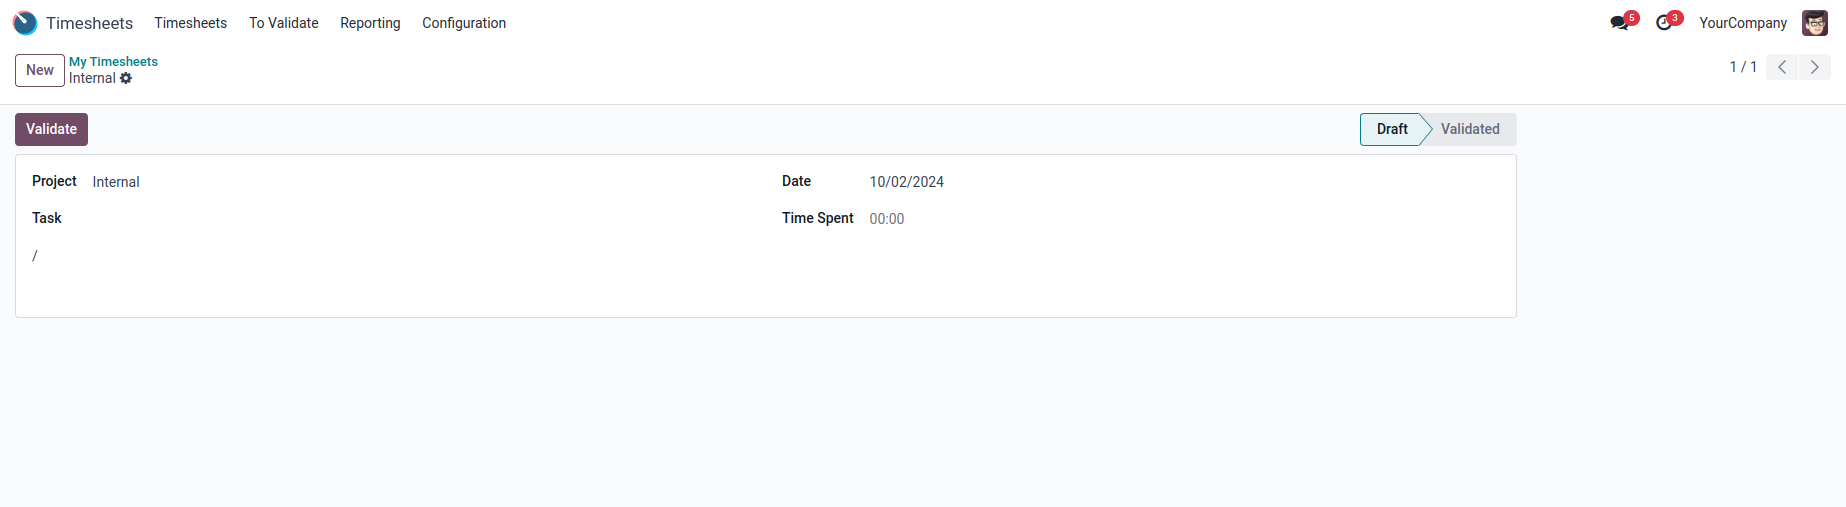 Timesheets Timesheets To Validate Reporting Configuration 5 3 YourCompany
New My Timesheets 1 / 1
Internal
Validate Draft Validated
Project Internal Date 10/02/2024
Task Time Spent 00:00
/